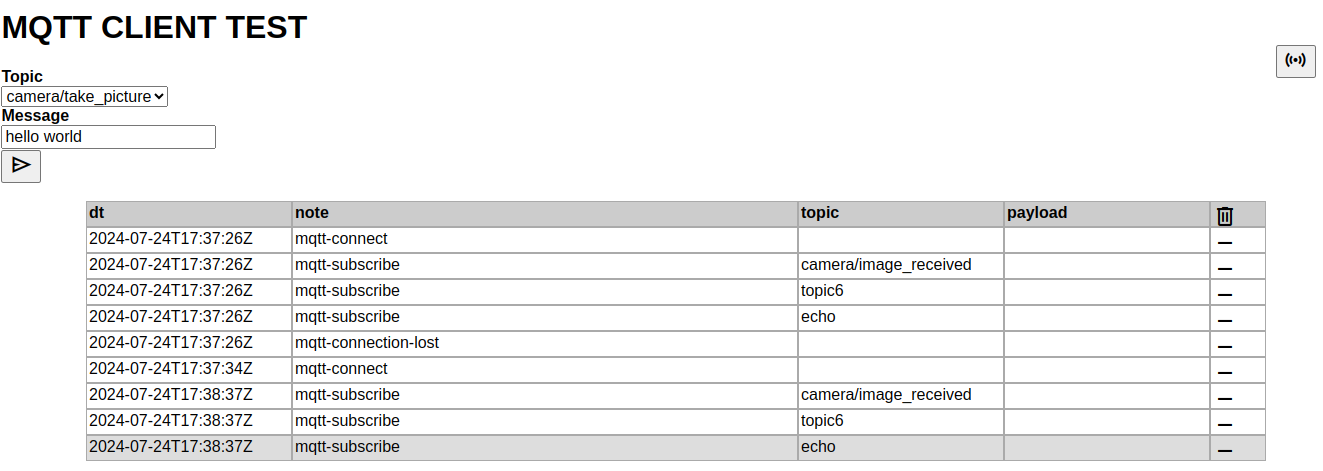 MQTT CLIENT TEST
Topic
camera/take_picture
Message
hello world
dt note topic payload
2024-07-24T17:37:26Z mqtt-connect
2024-07-24T17:37:26Z mqtt-subscribe camera/image_received
2024-07-24T17:37:26Z mqtt-subscribe topic6
2024-07-24T17:37:26Z mqtt-subscribe echo
2024-07-24T17:37:26Z mqtt-connection-lost
2024-07-24T17:37:34Z mqtt-connect
2024-07-24T17:38:37Z mqtt-subscribe camera/image_received
2024-07-24T17:38:37Z mqtt-subscribe topic6
2024-07-24T17:38:37Z mqtt-subscribe echo